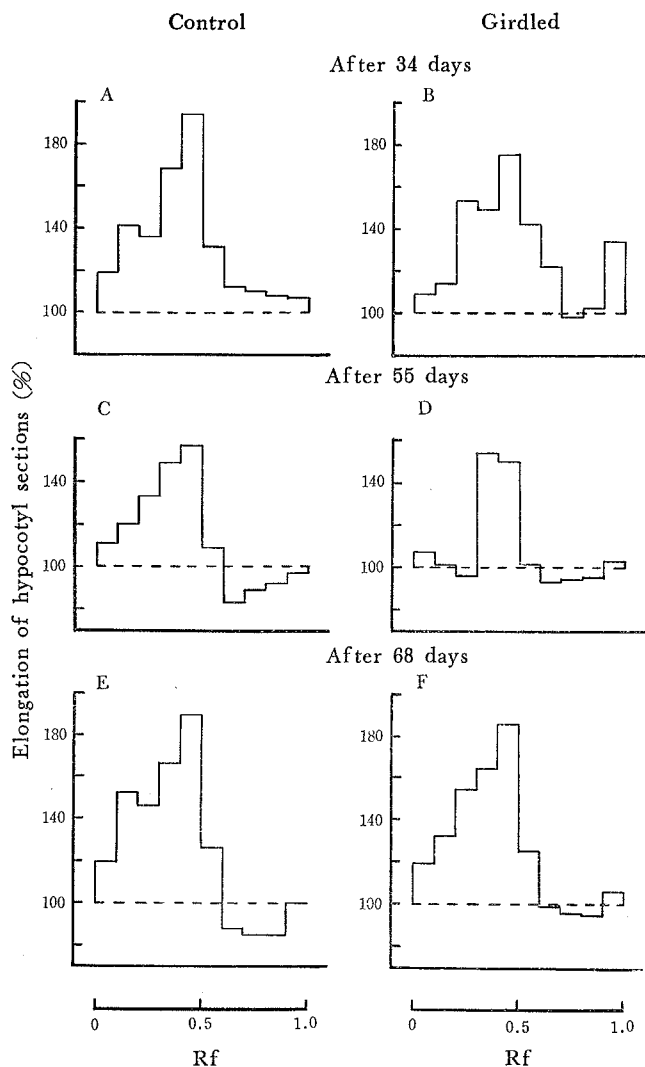 Control Girdled
After 34 days
A B
180 180
140 140
100 100
After 55 days
C D
140 140
100 100
After 68 days
E F
180 180
140 140
100 100
Elongation of hypocotyl sections (%)
0 0.5 1.0 0 0.5 1.0
Rf Rf